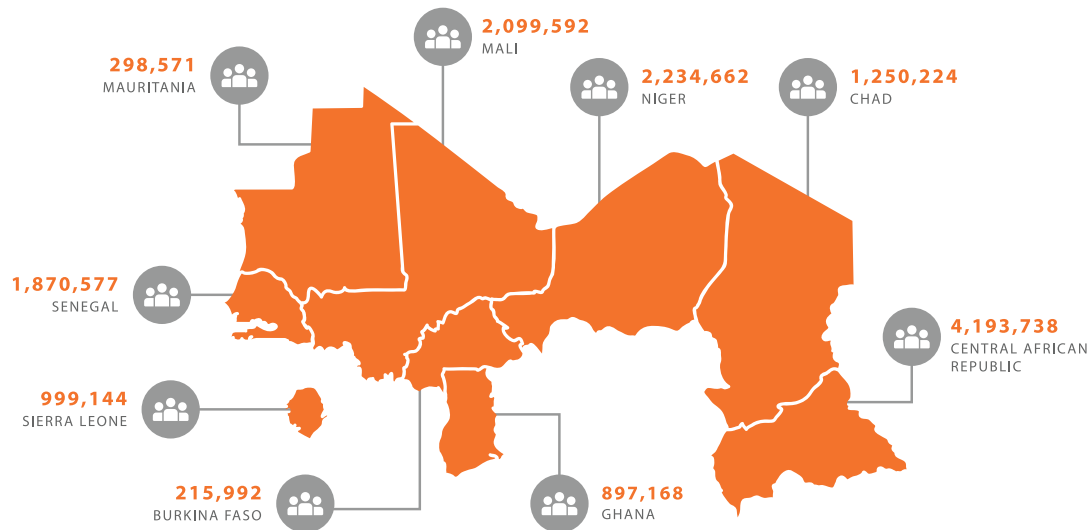 2,099,592
MALI
298,571
MAURITANIA
2,234,662
NIGER
1,250,224
CHAD
1,870,577
SENEGAL
4,193,738
CENTRAL AFRICAN
REPUBLIC
999,144
SIERRA LEONE
215,992
BURKINA FASO
897,168
GHANA